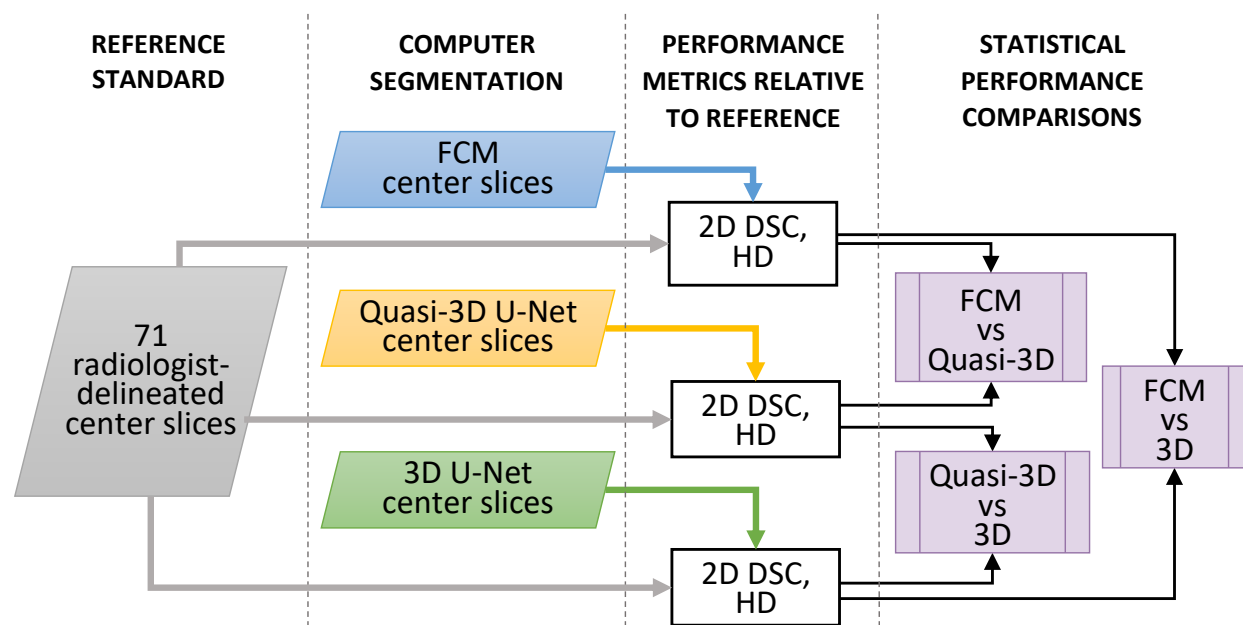 REFERENCE
STANDARD
COMPUTER
SEGMENTATION
PERFORMANCE
METRICS RELATIVE
TO REFERENCE
STATISTICAL
PERFORMANCE
COMPARISONS
71
radiologist-
delineated
center slices
FCM
center slices
Quasi-3D U-Net
center slices
3D U-Net
center slices
2D DSC,
HD
2D DSC,
HD
2D DSC,
HD
FCM
vs
Quasi-3D
Quasi-3D
vs
3D
FCM
vs
3D